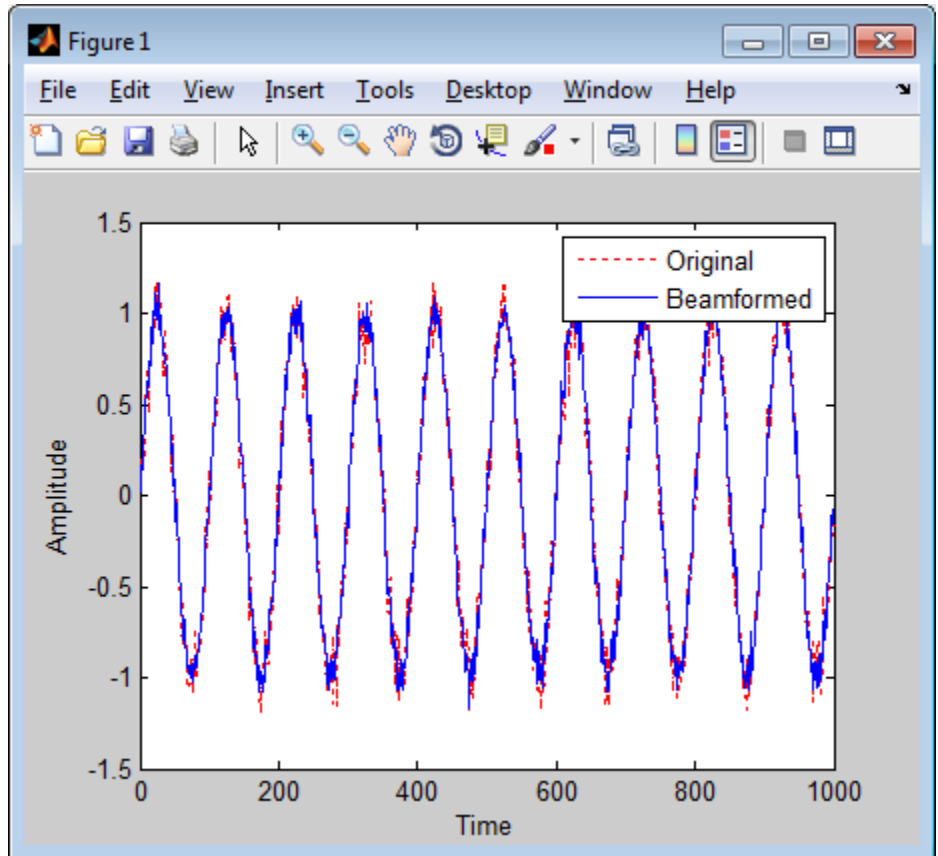 Figure 1
File Edit View Insert Tools Desktop Window Help
Original
Beamformed
1.5
1
0.5
0
-0.5
-1
-1.5
Amplitude
0 200 400 600 800 1000
Time